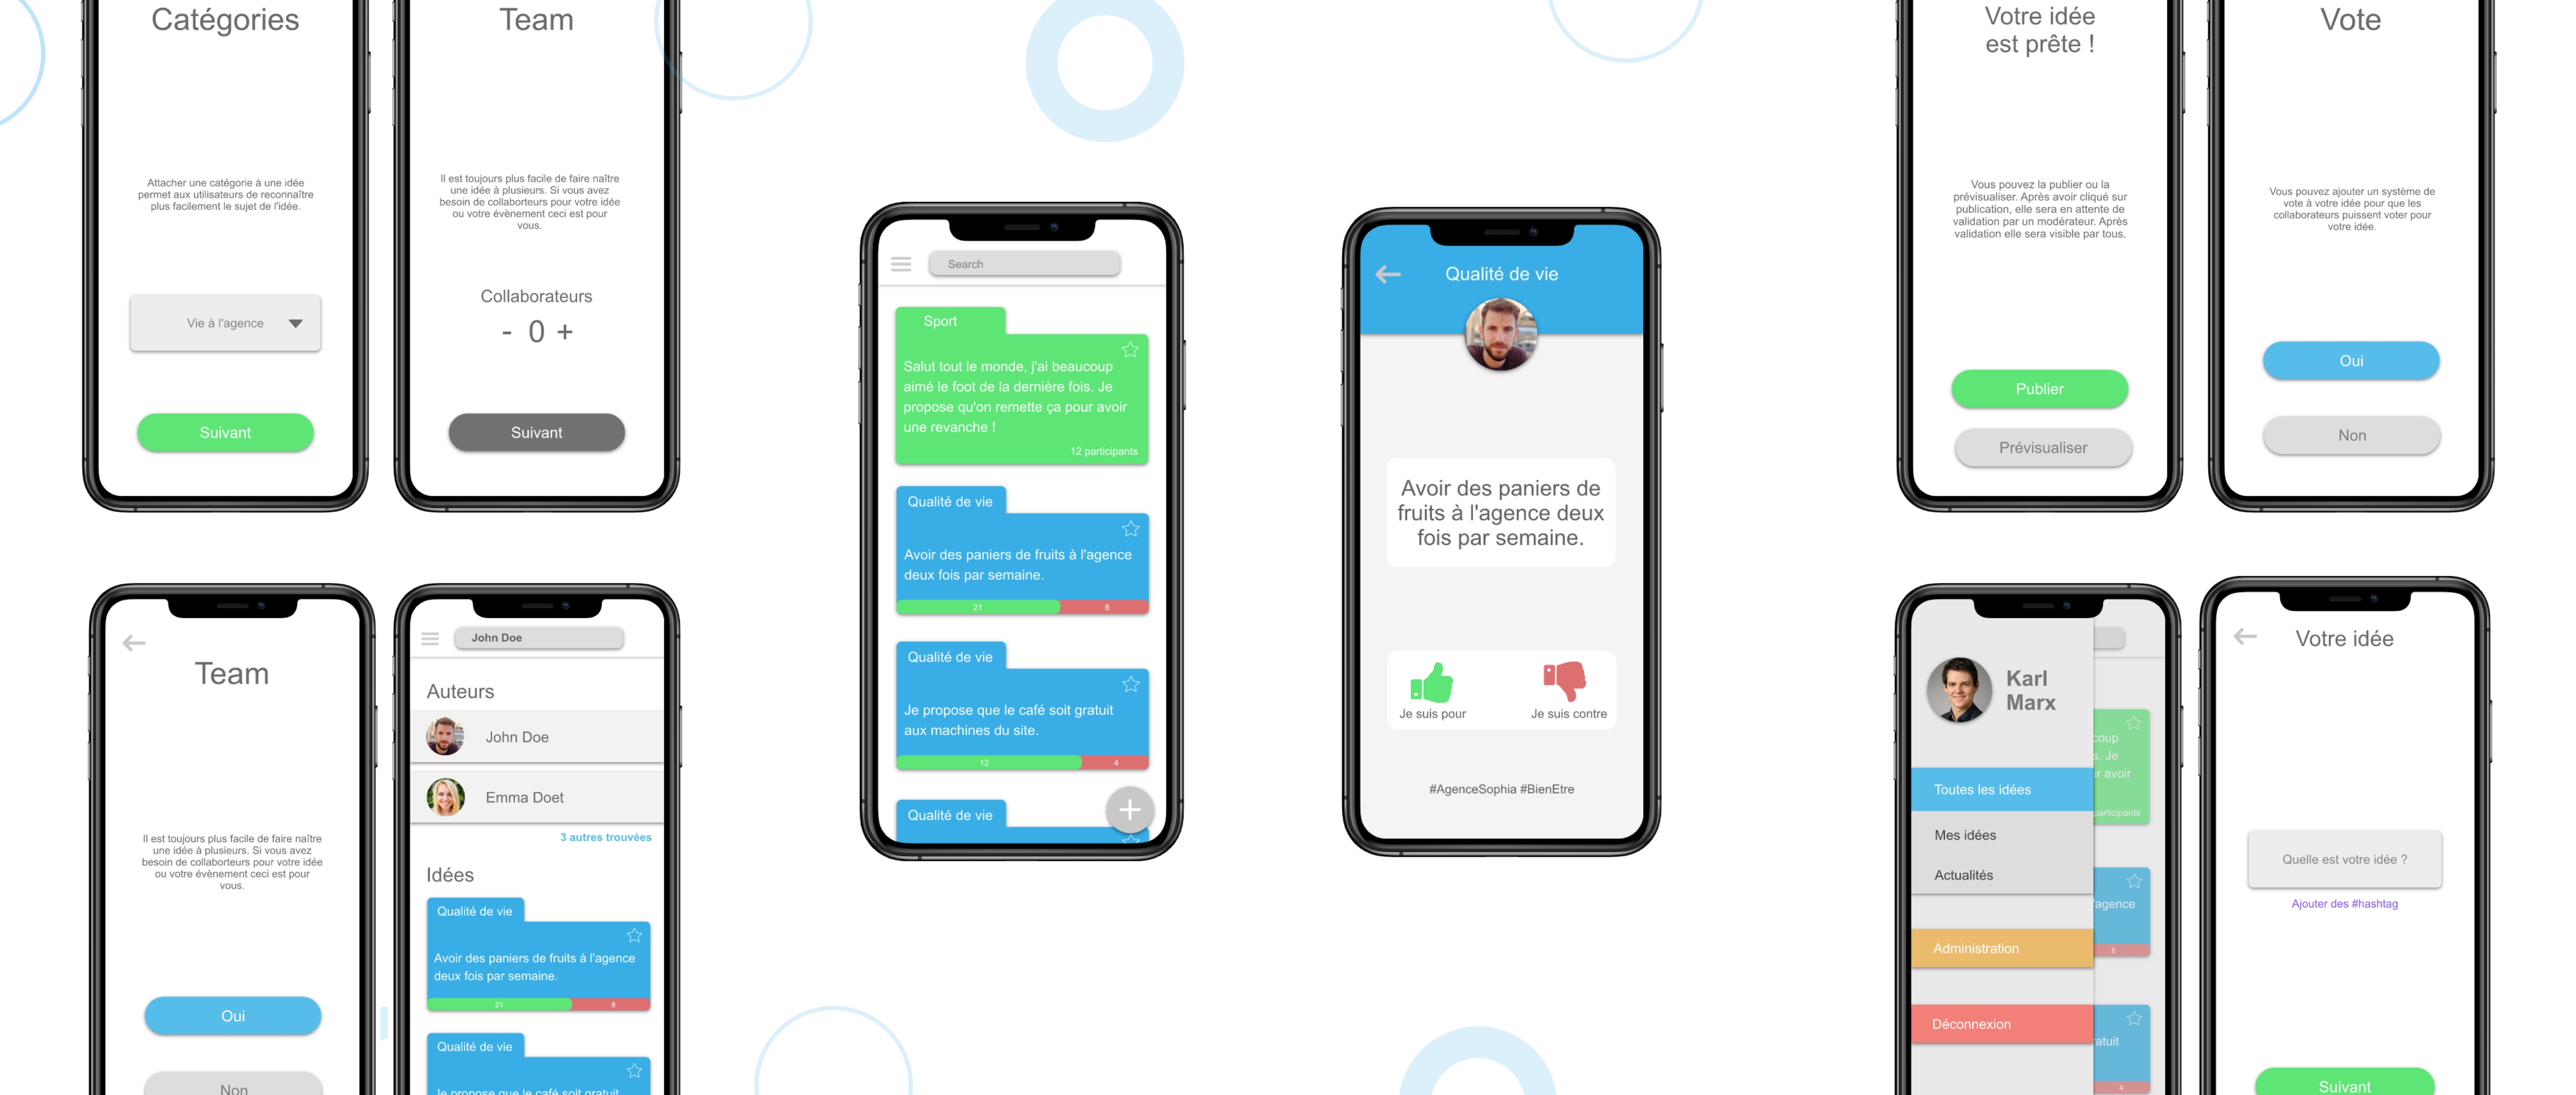 Catégories
Attacher une catégorie à une idée
permet aux utilisateurs de reconnaître
plus facilement le sujet de l'idée.
Vie à l'agence
Suivant
Team
Il est toujours plus facile de faire naître
une idée à plusieurs. Si vous avez
besoin de collaborteurs pour votre idée
ou votre évènement ceci est pour
vous.
Collaborateurs
- 0 +
Suivant
Team
Il est toujours plus facile de faire naître
une idée à plusieurs. Si vous avez
besoin de collaborteurs pour votre idée
ou votre évènement ceci est pour
vous.
Oui
Non
John Doe
Auteurs
John Doe
Emma Doet
3 autres trouvées
Idées
Qualité de vie
Avoir des paniers de fruits à l'agence
deux fois par semaine.
21 8
Qualité de vie
Je propose que le café soit gratuit
Search
Sport
Salut tout le monde, j'ai beaucoup
aimé le foot de la dernière fois. Je
propose qu'on remette ça pour avoir
une revanche !
12 participants
Qualité de vie
Avoir des paniers de fruits à l'agence
deux fois par semaine.
21 8
Qualité de vie
Je propose que le café soit gratuit
aux machines du site.
12 4
Qualité de vie
+
Qualité de vie
Avoir des paniers de
fruits à l'agence deux
fois par semaine.
Je suis pour Je suis contre
#AgenceSophia #BienEtre
Votre idée
est prête !
Vous pouvez la publier ou la
prévisualiser. Après avoir cliqué sur
publication, elle sera en attente de
validation par un modérateur. Après
validation elle sera visible par tous.
Publier
Prévisualiser
Vote
Vous pouvez ajouter un système de
vote à votre idée pour que les
collaborateurs puissent voter pour
votre idée.
Oui
Non
Karl
Marx
Toutes les idées
Mes idées
Actualités
Administration
Déconnexion
coup
s. Je
r avoir
participants
'agence
8
atuit
4
Votre idée
Quelle est votre idée ?
Ajouter des #hashtag
Suivant